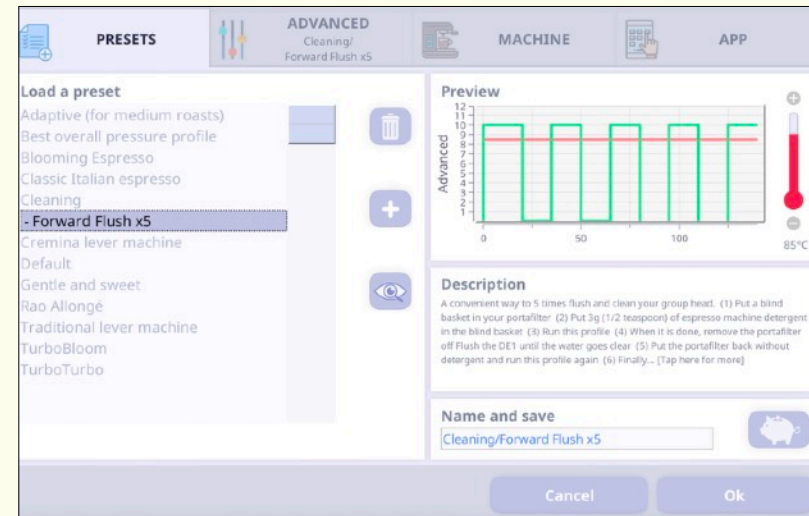 PRESETS
ADVANCED
Cleaning/
Forward Flush x5
MACHINE
APP
Load a preset
Adaptive (for medium roasts)
Best overall pressure profile
Blooming Espresso
Classic Italian espresso
Cleaning
- Forward Flush x5
Cremina lever machine
Default
Gentle and sweet
Rao Allongé
Traditional lever machine
TurboBloom
TurboTurbo
Preview
Advanced
12
11
10
9
8
7
6
5
4
3
2
1
0 50 100
85°C
Description
A convenient way to 5 times flush and clean your group head. (1) Put a blind
basket in your portafilter (2) Put 3g (1/2 teaspoon) of espresso machine detergent
in the blind basket (3) Run this profile (4) When it is done, remove the portafilter
off Flush the DE1 until the water goes clear (5) Put the portafilter back without
detergent and run this profile again (6) Finally... [Tap here for more]
Name and save
Cleaning/Forward Flush x5
Cancel
Ok